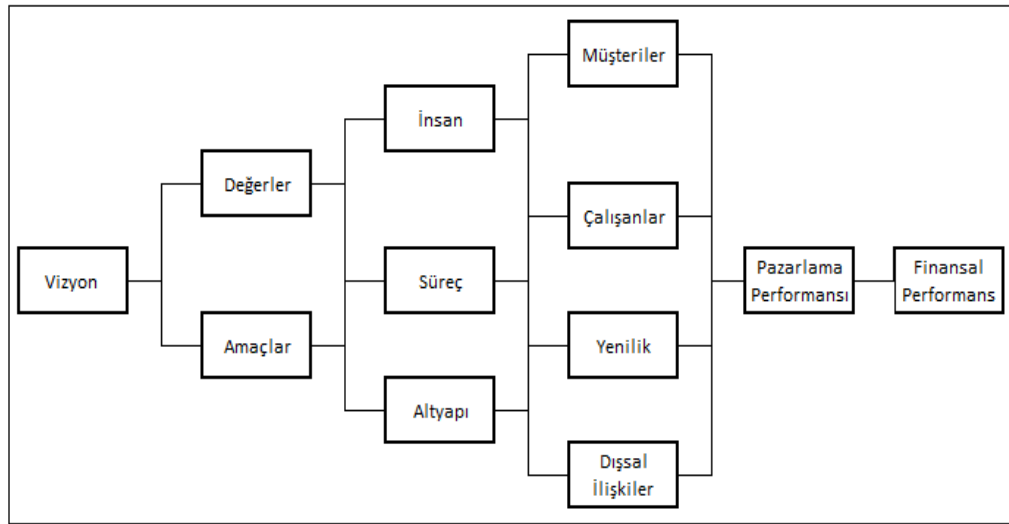 Vizyon
Değerler
Amaçlar
İnsan
Süreç
Altyapı
Müşteriler
Çalışanlar
Yenilik
Dışsal
İlişkiler
Pazarlama
Performansı
Finansal
Performans